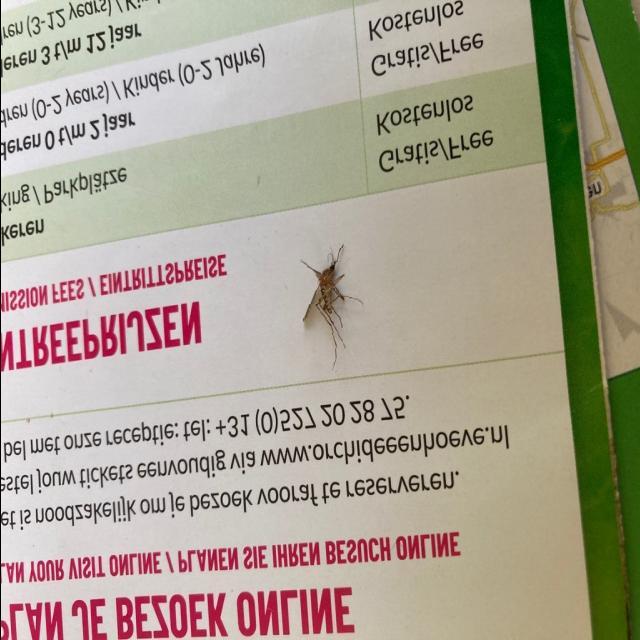 PLAN JE BEZOEK ONLINE
LAN YOUR VISIT ONLINE / PLANEN SIE IHREN BESUCH ONLINE
et is noodzakelijk om je bezoek vooraf te reserveren.
estel jouw tickets eenvoudig via www.orchideeenhoeve.nl
bel met onze receptie: tel: +31 (0)527 20 28 75.
NTREEPRIJZEN
MISSION FEES / EINTRITTSPREISE
keren Gratis/Free
king / Parkplätze Kostenlos
deren 0 t/m 2 jaar Gratis/Free
dren (0-2 years) / Kinder (0-2 Jahre) Kostenlos
deren 3 t/m 12 jaar
dren (3-12 years) /